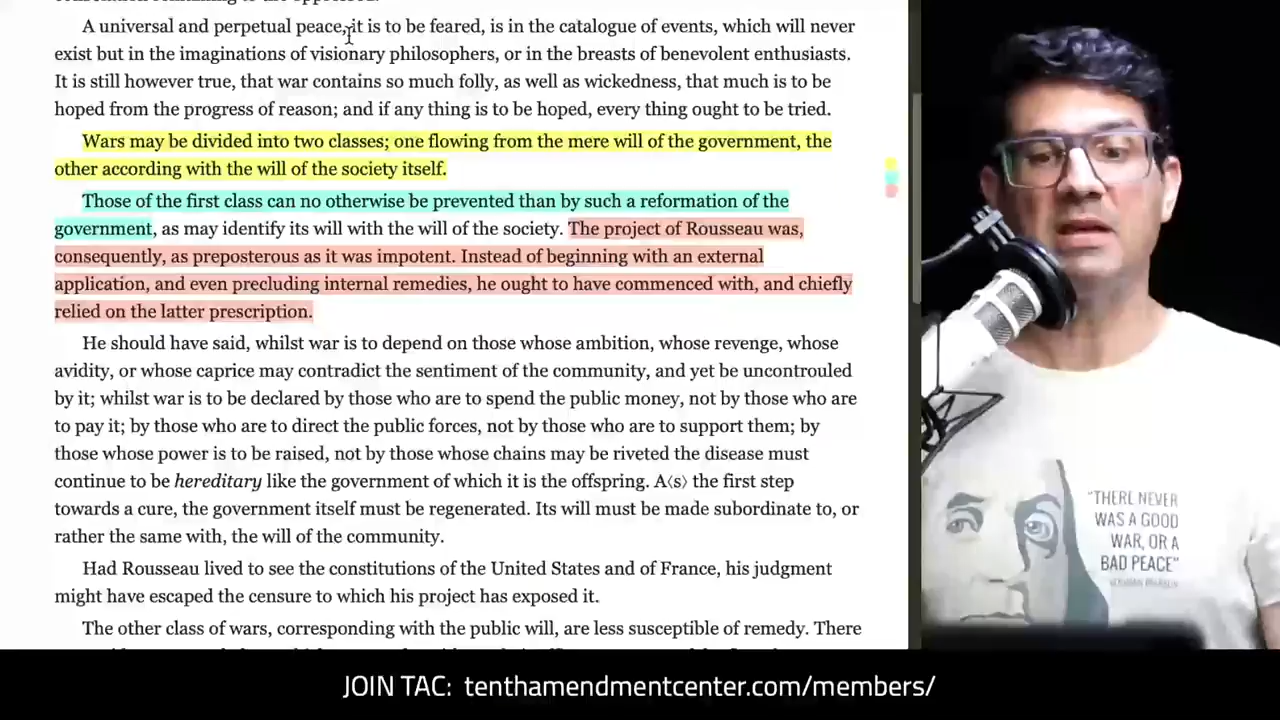 A universal and perpetual peace, it is to be feared, is in the catalogue of events, which will never
exist but in the imaginations of visionary philosophers, or in the breasts of benevolent enthusiasts.
It is still however true, that war contains so much folly, as well as wickedness, that much is to be
hoped from the progress of reason; and if any thing is to be hoped, every thing ought to be tried.
Wars may be divided into two classes; one flowing from the mere will of the government, the
other according with the will of the society itself.
Those of the first class can no otherwise be prevented than by such a reformation of the
government, as may identify its will with the will of the society. The project of Rousseau was,
consequently, as preposterous as it was impotent. Instead of beginning with an external
application, and even precluding internal remedies, he ought to have commenced with, and chiefly
relied on the latter prescription.
He should have said, whilst war is to depend on those whose ambition, whose revenge, whose
avidity, or whose caprice may contradict the sentiment of the community, and yet be uncontrouled
by it; whilst war is to be declared by those who are to spend the public money, not by those who are
to pay it; by those who are to direct the public forces, not by those who are to support them; by
those whose power is to be raised, not by those whose chains may be riveted the disease must
continue to be hereditary like the government of which it is the offspring. A⟨s⟩ the first step
towards a cure, the government itself must be regenerated. Its will must be made subordinate to, or
rather the same with, the will of the community.
Had Rousseau lived to see the constitutions of the United States and of France, his judgment
might have escaped the censure to which his project has exposed it.
The other class of wars, corresponding with the public will, are less susceptible of remedy. There
"THERE NEVER
WAS A GOOD
WAR, OR A
BAD PEACE"
JOIN TAC: tenthamendmentcenter.com/members/